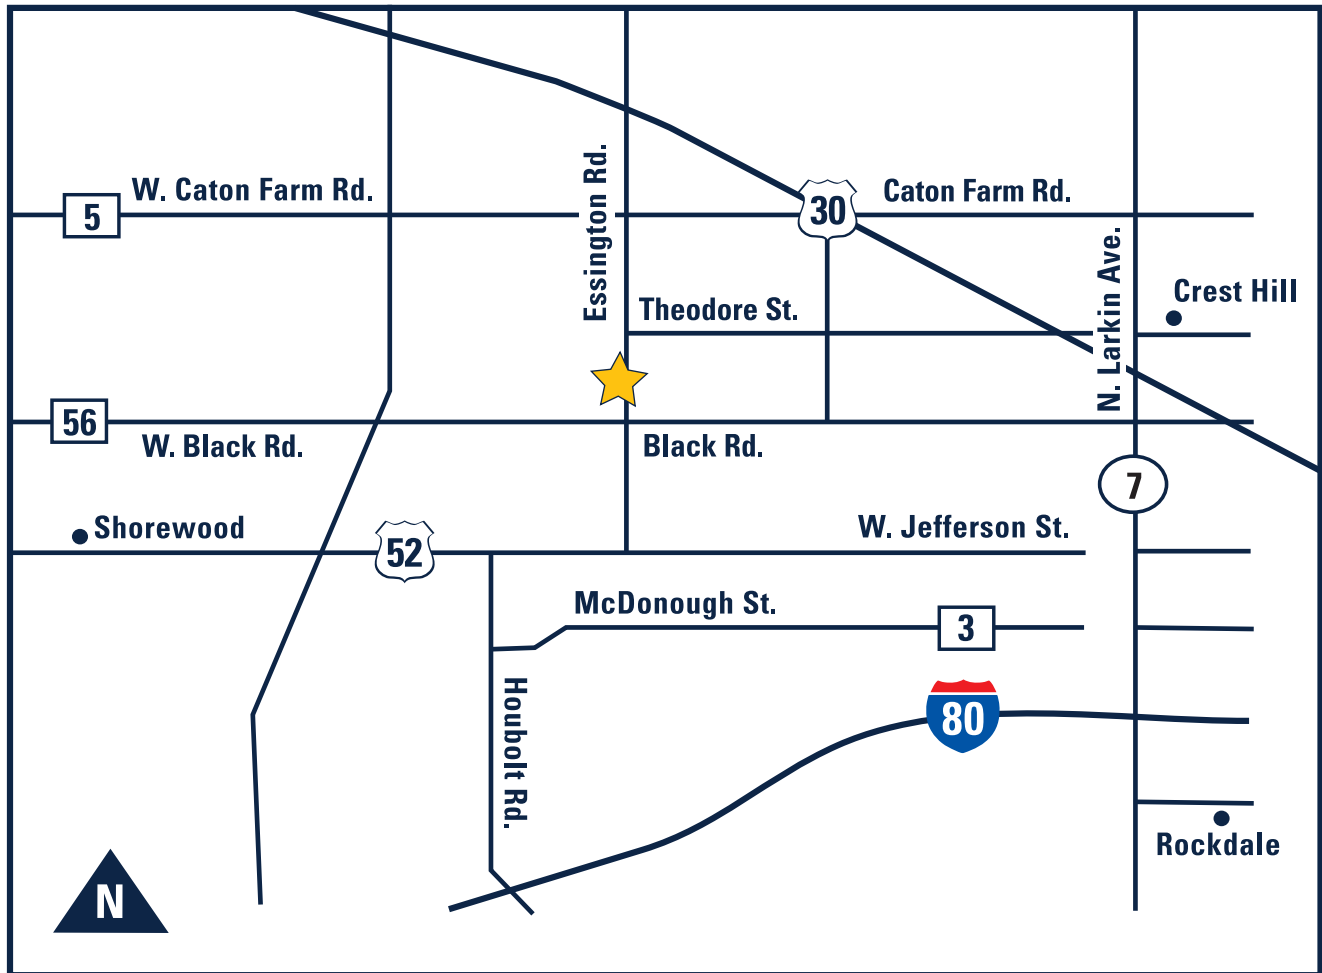 Essington Rd.
W. Caton Farm Rd.
Caton Farm Rd.
5
30
N. Larkin Ave.
Crest Hill
Theodore St.
56
W. Black Rd.
Black Rd.
7
Shorewood
W. Jefferson St.
52
McDonough St.
3
Houbolt Rd.
80
Rockdale
N